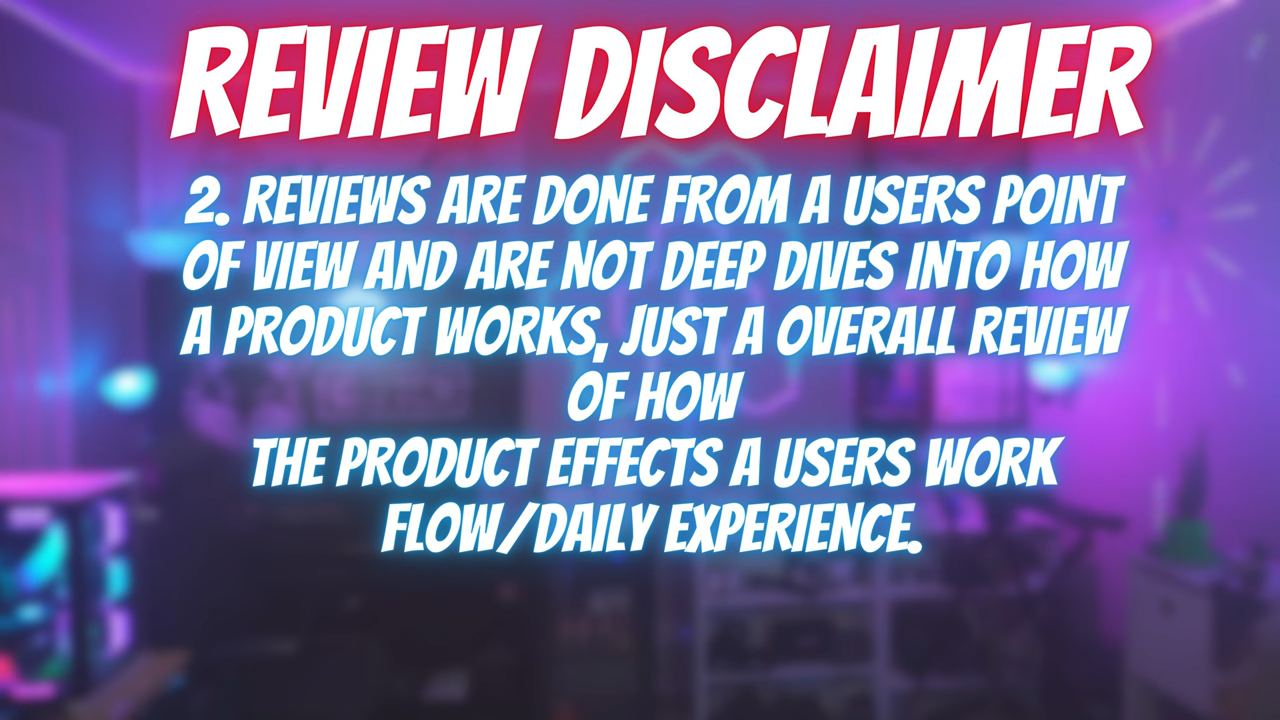 REVIEW DISCLAIMER
2. REVIEWS ARE DONE FROM A USERS POINT
OF VIEW AND ARE NOT DEEP DIVES INTO HOW
A PRODUCT WORKS, JUST A OVERALL REVIEW
OF HOW
THE PRODUCT EFFECTS A USERS WORK
FLOW/DAILY EXPERIENCE.